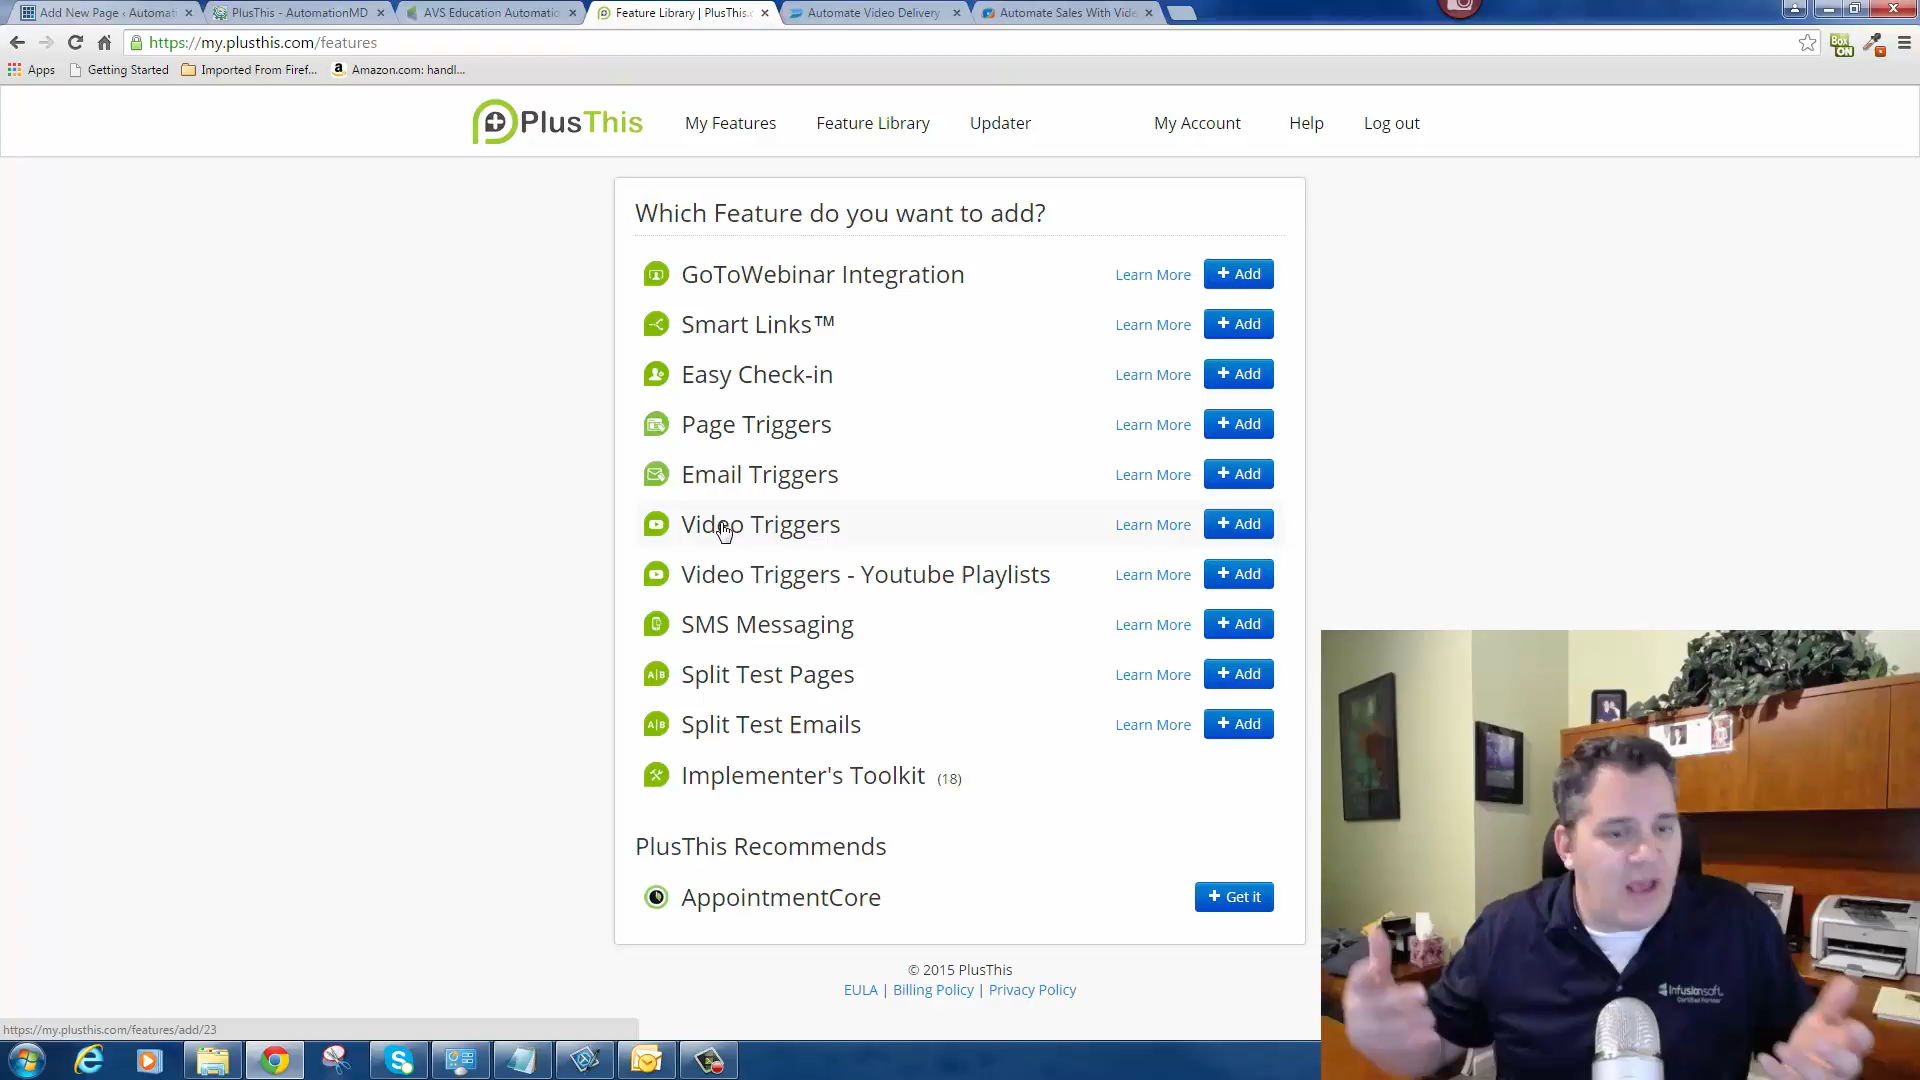 Add New Page ‹ Automat
PlusThis - AutomationMD
AVS Education Automatio
Feature Library | PlusThis.
Automate Video Delivery
Automate Sales With Vide
https://my.plusthis.com/features
Box ON
Apps
Getting Started
Imported From Firef...
Amazon.com: handl...
PlusThis
My Features
Feature Library
Updater
My Account
Help
Log out
Which Feature do you want to add?
GoToWebinar Integration Learn More + Add
Smart Links™ Learn More + Add
Easy Check-in Learn More + Add
Page Triggers Learn More + Add
Email Triggers Learn More + Add
Video Triggers Learn More + Add
Video Triggers - Youtube Playlists Learn More + Add
SMS Messaging Learn More + Add
A|B Split Test Pages Learn More + Add
A|B Split Test Emails Learn More + Add
Implementer's Toolkit (18)
PlusThis Recommends
AppointmentCore + Get it
© 2015 PlusThis
EULA | Billing Policy | Privacy Policy
https://my.plusthis.com/features/add/23
Infusionsoft
Certified Partner